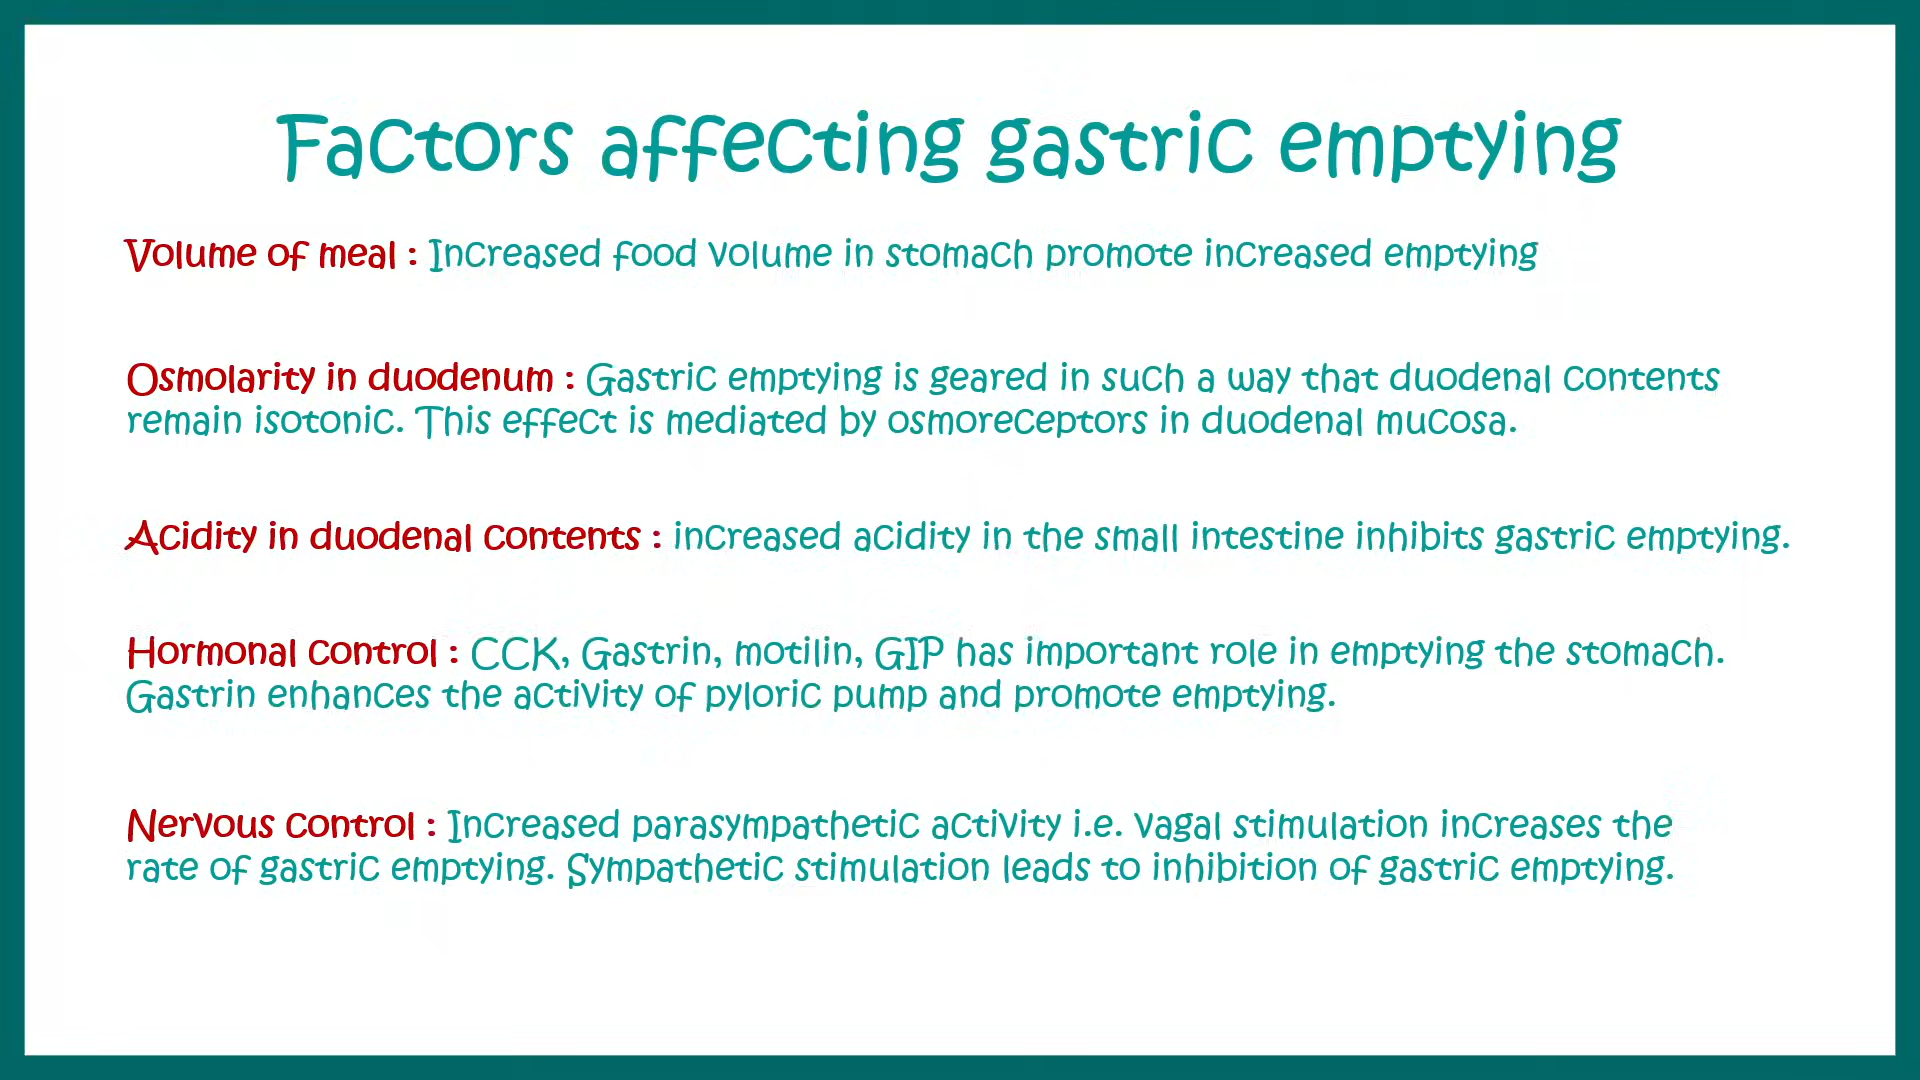 Factors affecting gastric emptying
Volume of meal : Increased food volume in stomach promote increased emptying
Osmolarity in duodenum : Gastric emptying is geared in such a way that duodenal contents
remain isotonic. This effect is mediated by osmoreceptors in duodenal mucosa.
Acidity in duodenal contents : increased acidity in the small intestine inhibits gastric emptying.
Hormonal control : CCK, Gastrin, motilin, GIP has important role in emptying the stomach.
Gastrin enhances the activity of pyloric pump and promote emptying.
Nervous control : Increased parasympathetic activity i.e. vagal stimulation increases the
rate of gastric emptying. Sympathetic stimulation leads to inhibition of gastric emptying.